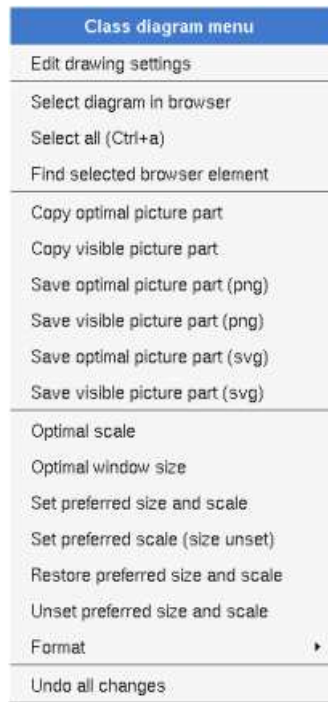 Class diagram menu
Edit drawing settings
Select diagram in browser
Select all (Ctrl+a)
Find selected browser element
Copy optimal picture part
Copy visible picture part
Save optimal picture part (png)
Save visible picture part (png)
Save optimal picture part (svg)
Save visible picture part (svg)
Optimal scale
Optimal window size
Set preferred size and scale
Set preferred scale (size unset)
Restore preferred size and scale
Unset preferred size and scale
Format
Undo all changes